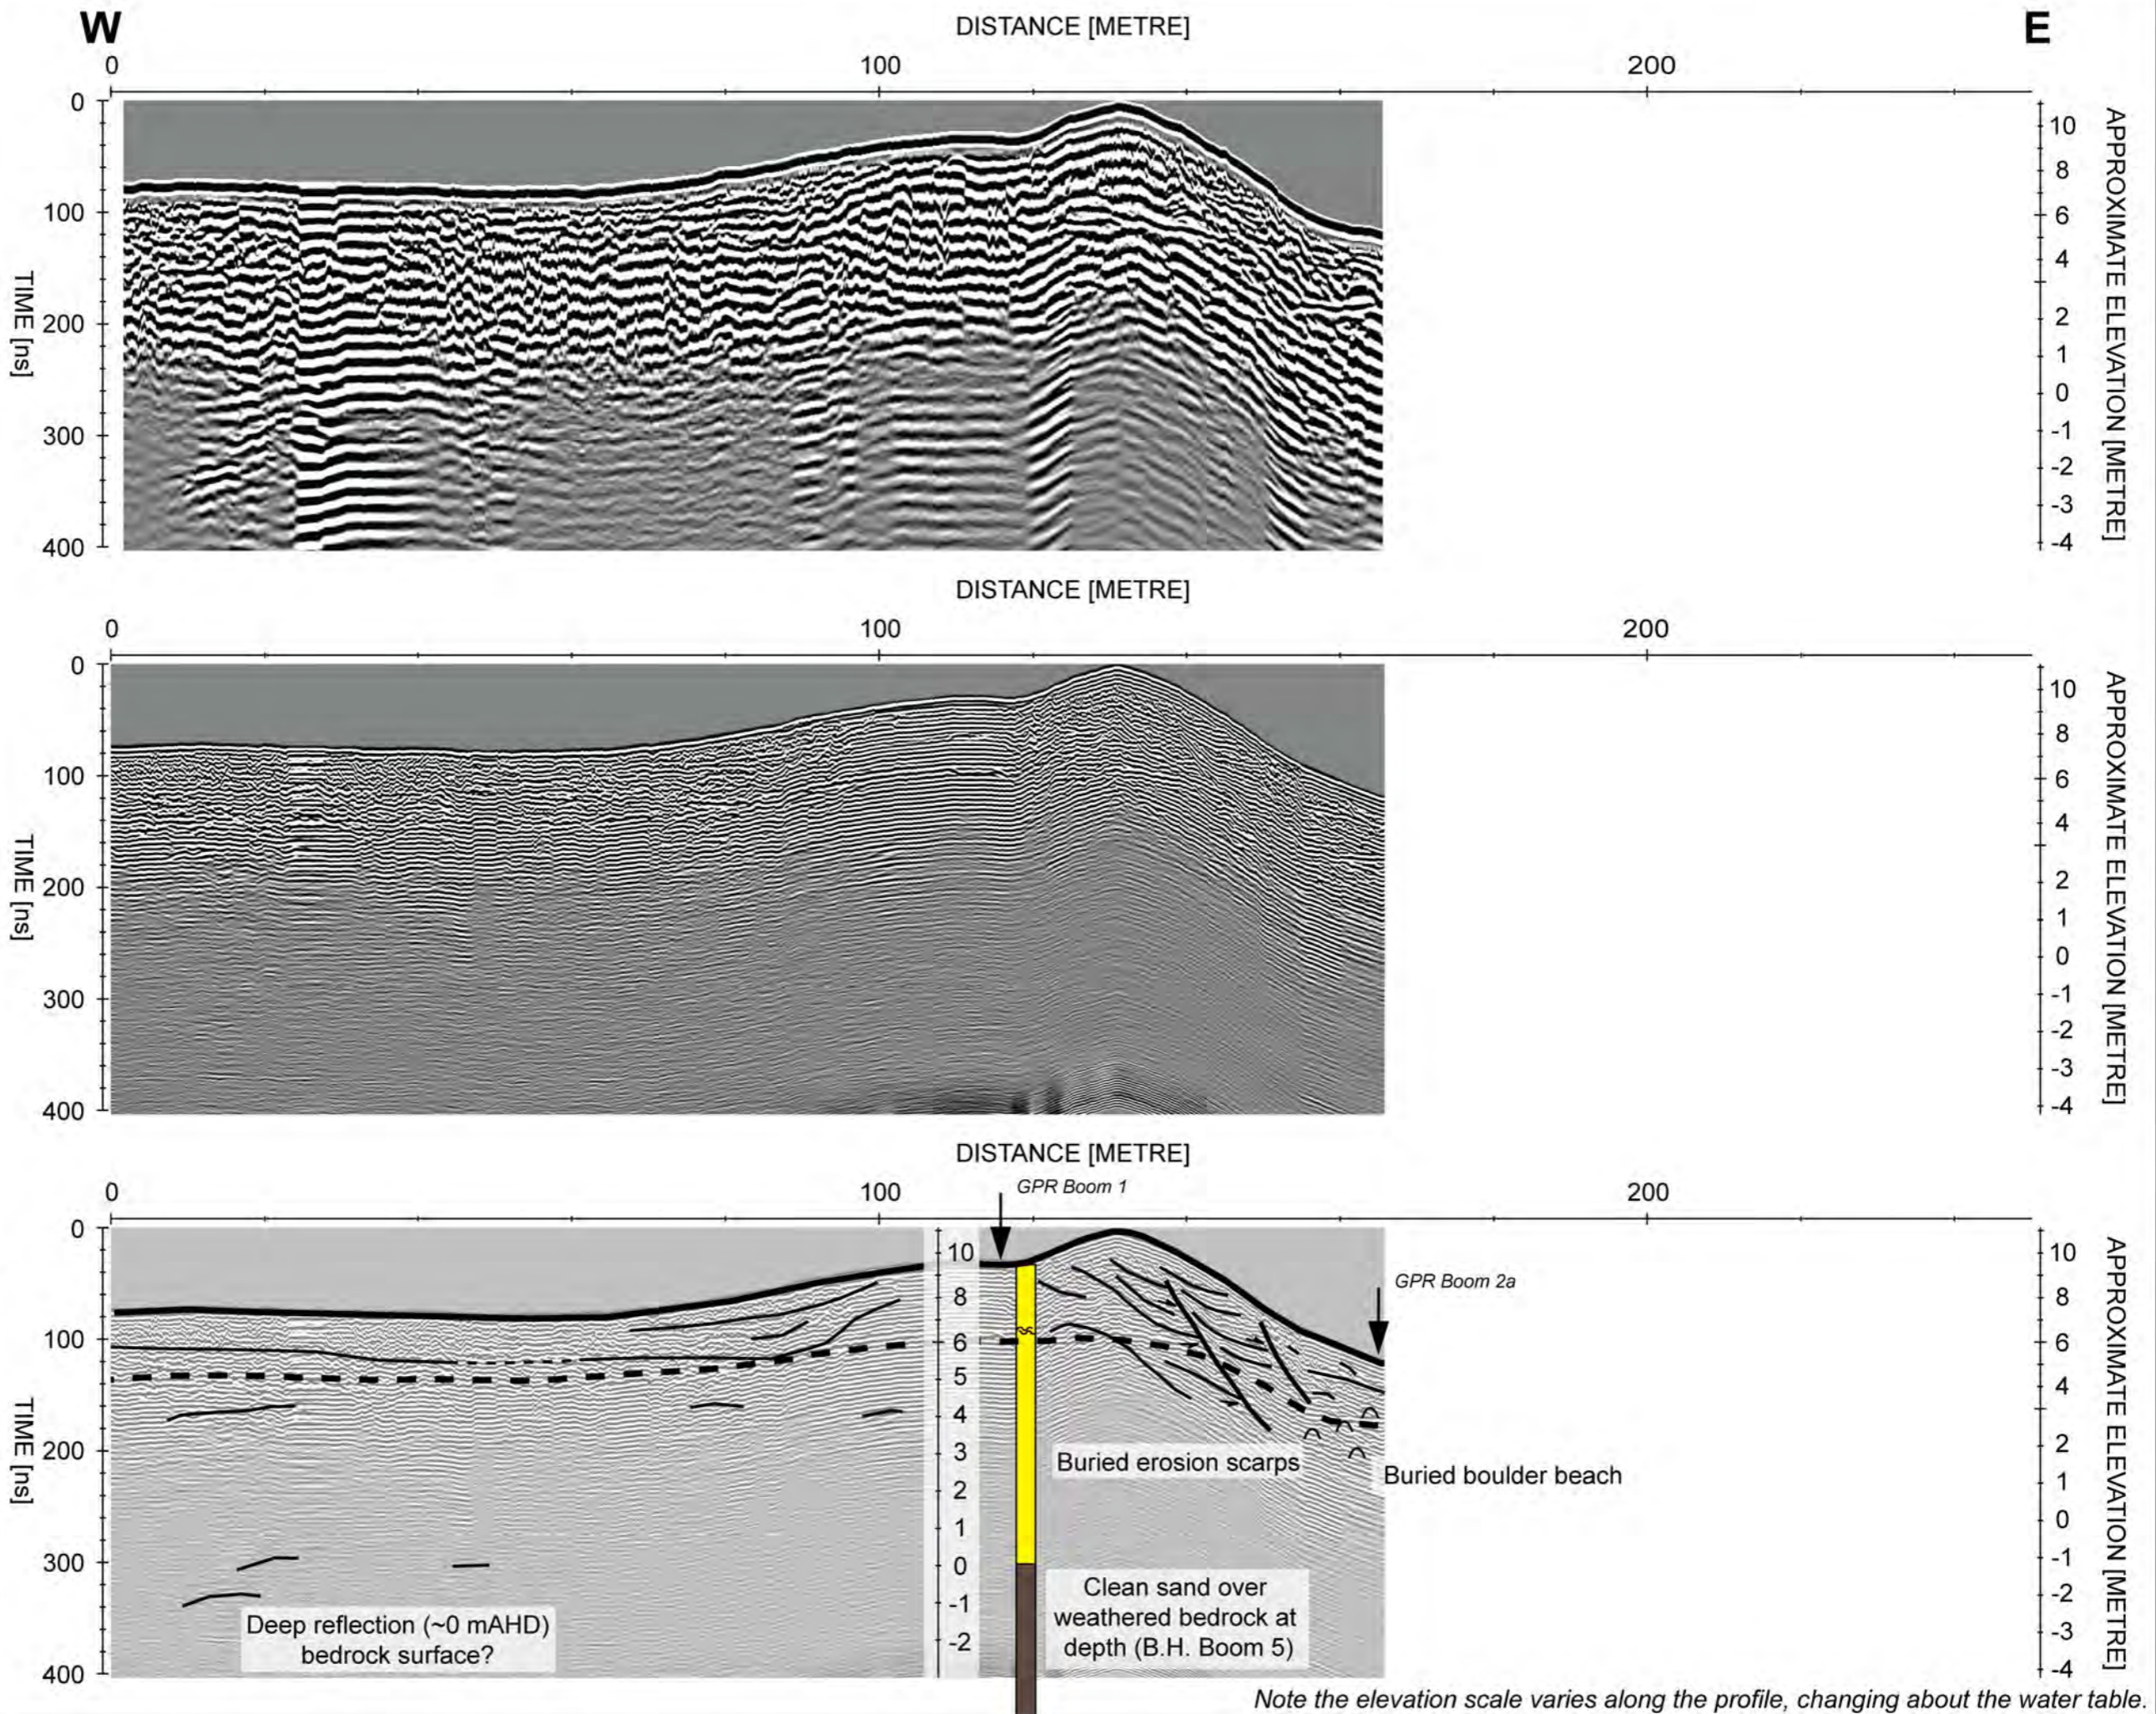 W
DISTANCE [METRE]
E
0 100 200
0
100
200
300
400
TIME [ns]
10
8
6
4
2
1
0
-1
-2
-3
-4
APPROXIMATE ELEVATION [METRE]
DISTANCE [METRE]
0 100 200
0
100
200
300
400
TIME [ns]
10
8
6
4
2
1
0
-1
-2
-3
-4
APPROXIMATE ELEVATION [METRE]
DISTANCE [METRE]
GPR Boom 1
0 100 200
0
100
200
300
400
TIME [ns]
10
8
6
5
4
3
2
1
0
-1
-2
GPR Boom 2a
Buried erosion scarps
Buried boulder beach
Clean sand over
weathered bedrock at
depth (B.H. Boom 5)
Deep reflection (~0 mAHD)
bedrock surface?
10
8
6
4
2
1
0
-1
-2
-3
-4
APPROXIMATE ELEVATION [METRE]
Note the elevation scale varies along the profile, changing about the water table.